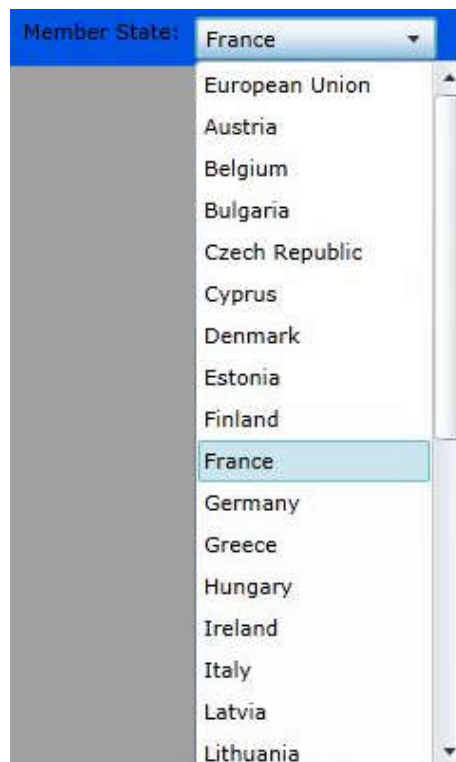 Member State: France
European Union
Austria
Belgium
Bulgaria
Czech Republic
Cyprus
Denmark
Estonia
Finland
France
Germany
Greece
Hungary
Ireland
Italy
Latvia
Lithuania